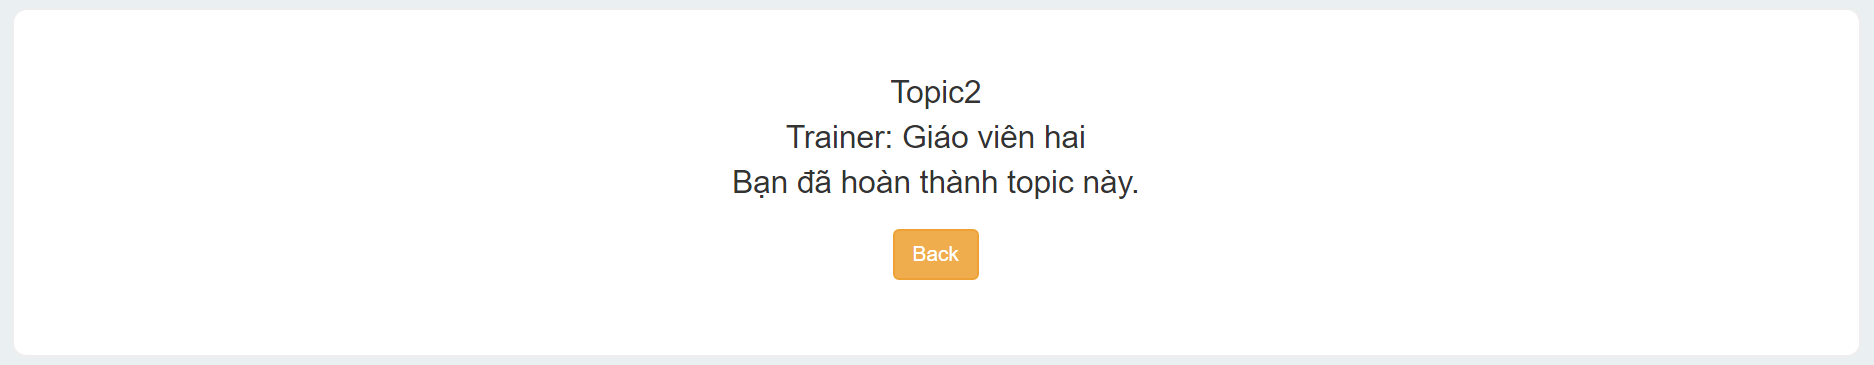 Topic2
Trainer: Giáo viên hai
Bạn đã hoàn thành topic này.
Back